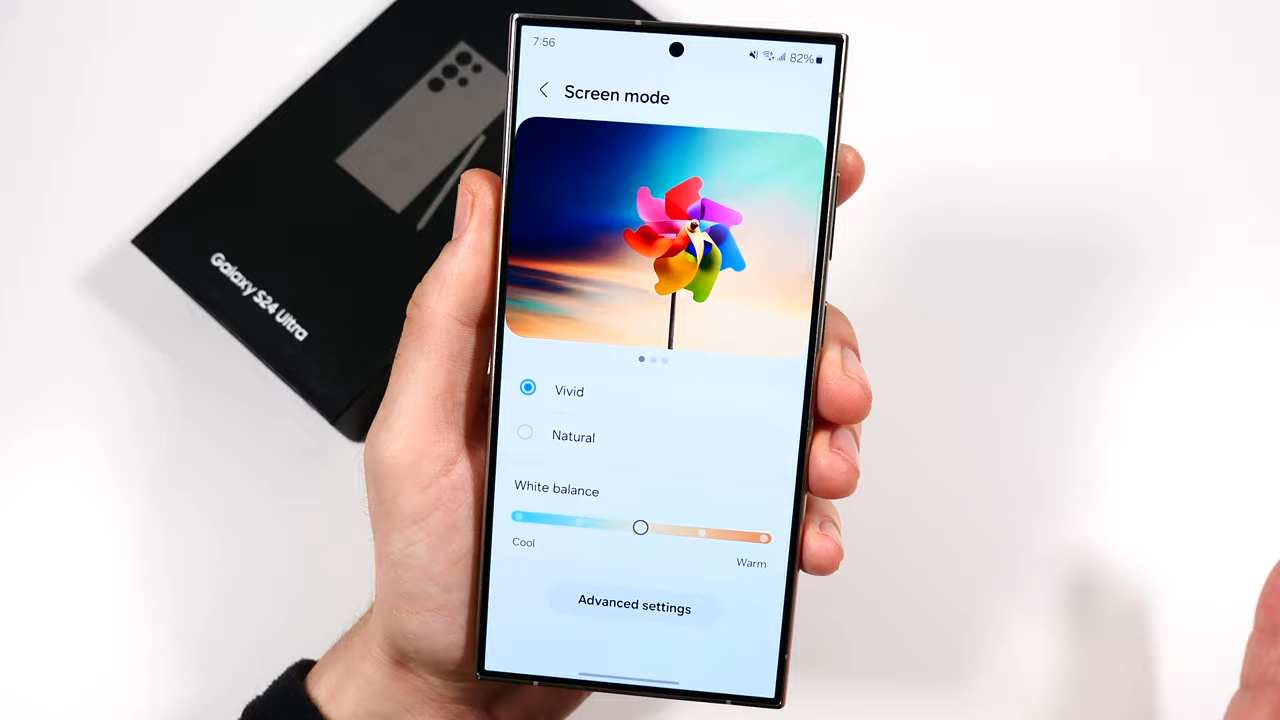 7:56
82%
Screen mode
Galaxy S24 Ultra
Vivid
Natural
White balance
Cool
Warm
Advanced settings